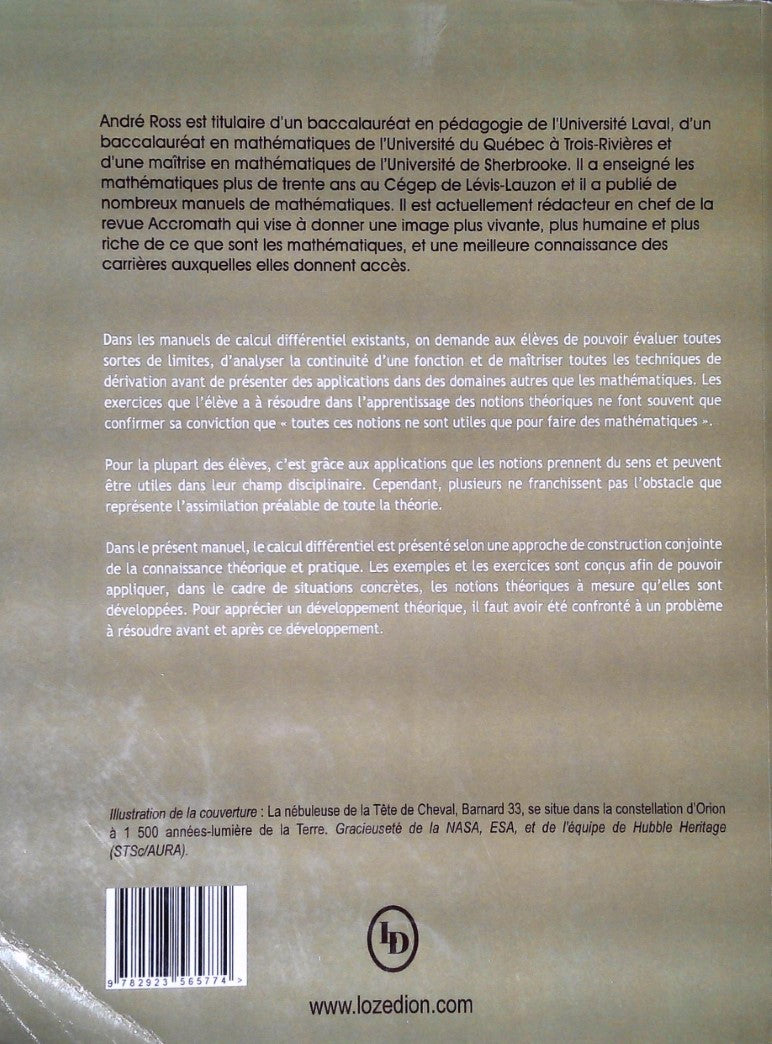 André Ross est titulaire d'un baccalauréat en pédagogie de l'Université Laval, d'un
baccalauréat en mathématiques de l'Université du Québec à Trois-Rivières et
d'une maîtrise en mathématiques de l'Université de Sherbrooke. Il a enseigné les
mathématiques plus de trente ans au Cégep de Lévis-Lauzon et il a publié de
nombreux manuels de mathématiques. Il est actuellement rédacteur en chef de la
revue Accromath qui vise à donner une image plus vivante, plus humaine et plus
riche de ce que sont les mathématiques, et une meilleure connaissance des
carrières auxquelles elles donnent accès.
Dans les manuels de calcul différentiel existants, on demande aux élèves de pouvoir évaluer toutes
sortes de limites, d'analyser la continuité d'une fonction et de maîtriser toutes les techniques de
dérivation avant de présenter des applications dans des domaines autres que les mathématiques. Les
exercices que l'élève a à résoudre dans l'apprentissage des notions théoriques ne font souvent que
confirmer sa conviction que « toutes ces notions ne sont utiles que pour faire des mathématiques ».
Pour la plupart des élèves, c'est grâce aux applications que les notions prennent du sens et peuvent
être utiles dans leur champ disciplinaire. Cependant, plusieurs ne franchissent pas l'obstacle que
représente l'assimilation préalable de toute la théorie.
Dans le présent manuel, le calcul différentiel est présenté selon une approche de construction conjointe
de la connaissance théorique et pratique. Les exemples et les exercices sont conçus afin de pouvoir
appliquer, dans le cadre de situations concrètes, les notions théoriques à mesure qu'elles sont
développées. Pour apprécier un développement théorique, il faut avoir été confronté à un problème
à résoudre avant et après ce développement.
Illustration de la couverture : La nébuleuse de la Tête de Cheval, Barnard 33, se situe dans la constellation d'Orion
à 1 500 années-lumière de la Terre. Gracieuseté de la NASA, ESA, et de l'équipe de Hubble Heritage
(STSc/AURA).
9 782923 565774 >
LD
www.lozedion.com